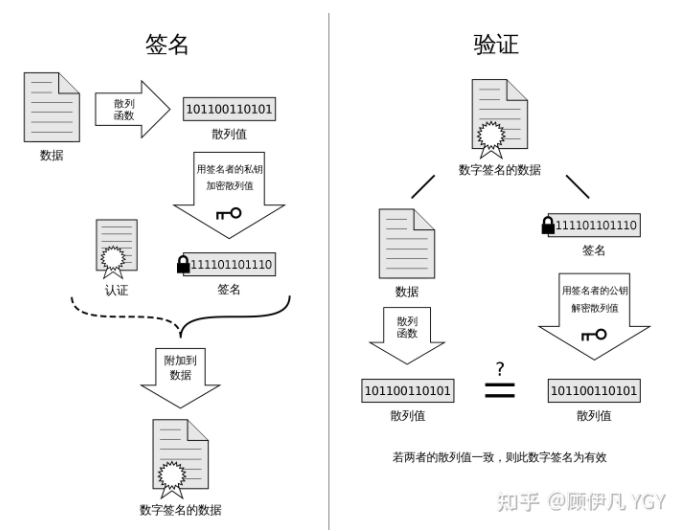 签名
散列
函数
101100110101
数据
散列值
用签名者的私钥
加密散列值
111101101110
认证
签名
附加到
数据
数字签名的数据
验证
数字签名的数据
111101101110
签名
数据
用签名者的公钥
解密散列值
散列
函数
?
=
101100110101
101100110101
散列值
散列值
若两者的散列值一致，则此数字签名为有效
知乎 @顾伊凡YGY